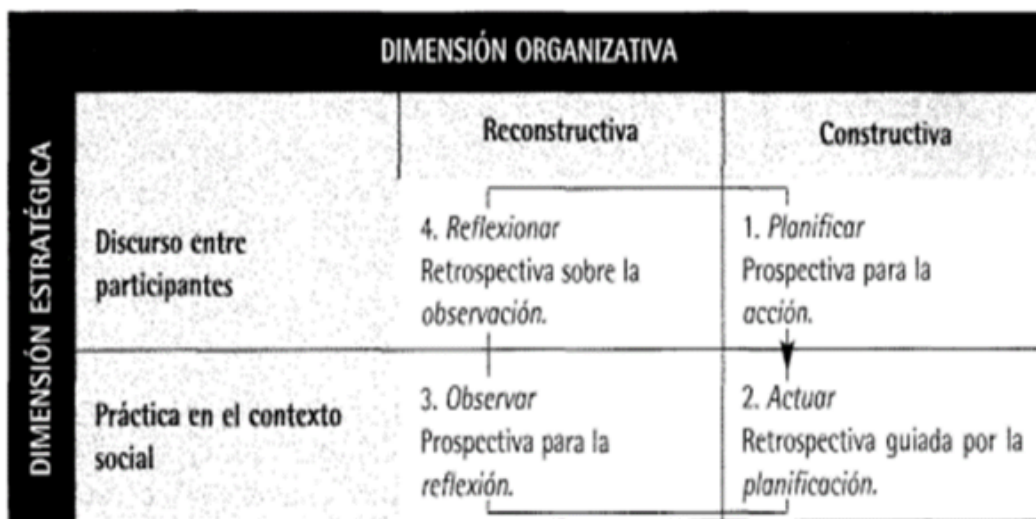 DIMENSIÓN ORGANIZATIVA
DIMENSIÓN ESTRATÉGICA
Reconstructiva
Constructiva
Discurso entre
participantes
4. Reflexionar
Retrospectiva sobre la
observación.
1. Planificar
Prospectiva para la
acción.
Práctica en el contexto
social
3. Observar
Prospectiva para la
reflexión.
2. Actuar
Retrospectiva guiada por la
planificación.